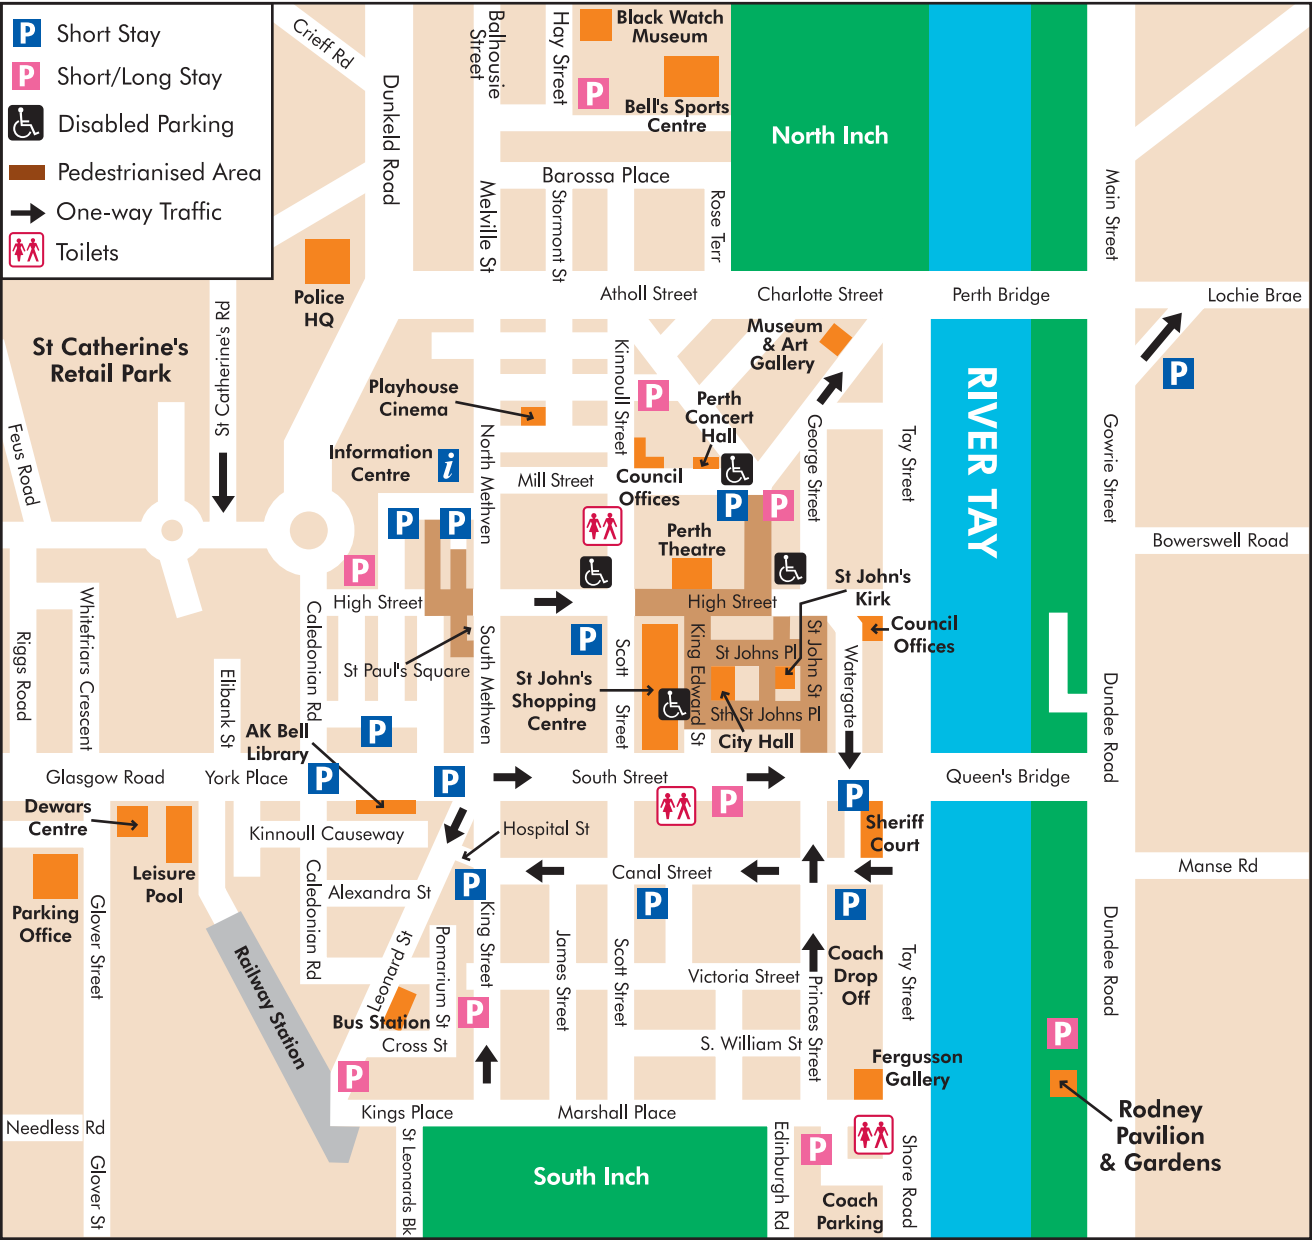 P Short Stay
P Short/Long Stay
Disabled Parking
Pedestrianised Area
One-way Traffic
Toilets
Crieff Rd
Dunkeld Road
Balhousie
Street
Hay Street
Black Watch
Museum
P
Bell's Sports
Centre
North Inch
Main Street
Barossa Place
Melville St
Stormont St
Rose Terr
Police
HQ
Atholl Street
Charlotte Street
Perth Bridge
Lochie Brae
St Catherine's
Retail Park
St Catherine's Rd
Feus Road
Playhouse
Cinema
Kinnoull Street
P
Museum
& Art
Gallery
Perth
Concert
Hall
RIVER TAY
P
Information
Centre
i
North Methven
Mill Street
Council
Offices
George Street
Tay Street
Gowrie Street
P
P
P
P
P
Perth
Theatre
Bowerswell Road
High Street
High Street
St John's
Kirk
Council
Offices
Whitefriars Crescent
Riggs Road
Caledonian Rd
Elibank St
St Paul's Square
South Methven
P
Scott
Street
St John's
Shopping
Centre
King Edward St
St Johns Pl
St John St
Sth St Johns Pl
City Hall
Watergate
Dundee Road
AK Bell
Library
P
Glasgow Road
York Place
P
P
South Street
P
P
Queen's Bridge
Dewars
Centre
Leisure
Pool
Parking
Office
Kinnoull Causeway
Hospital St
Sheriff
Court
Canal Street
Manse Rd
Alexandra St
P
P
P
Glover Street
Caledonian Rd
Railway Station
Leonard St
Pomarium St
King Street
James Street
Scott Street
Victoria Street
Princes Street
Coach
Drop
Off
Tay Street
Dundee Road
Bus Station
P
Cross St
S. William St
P
P
Fergusson
Gallery
Rodney
Pavilion
& Gardens
Needless Rd
Kings Place
Marshall Place
Glover St
St Leonards Bk
South Inch
Edinburgh Rd
P
Coach
Parking
Shore Road